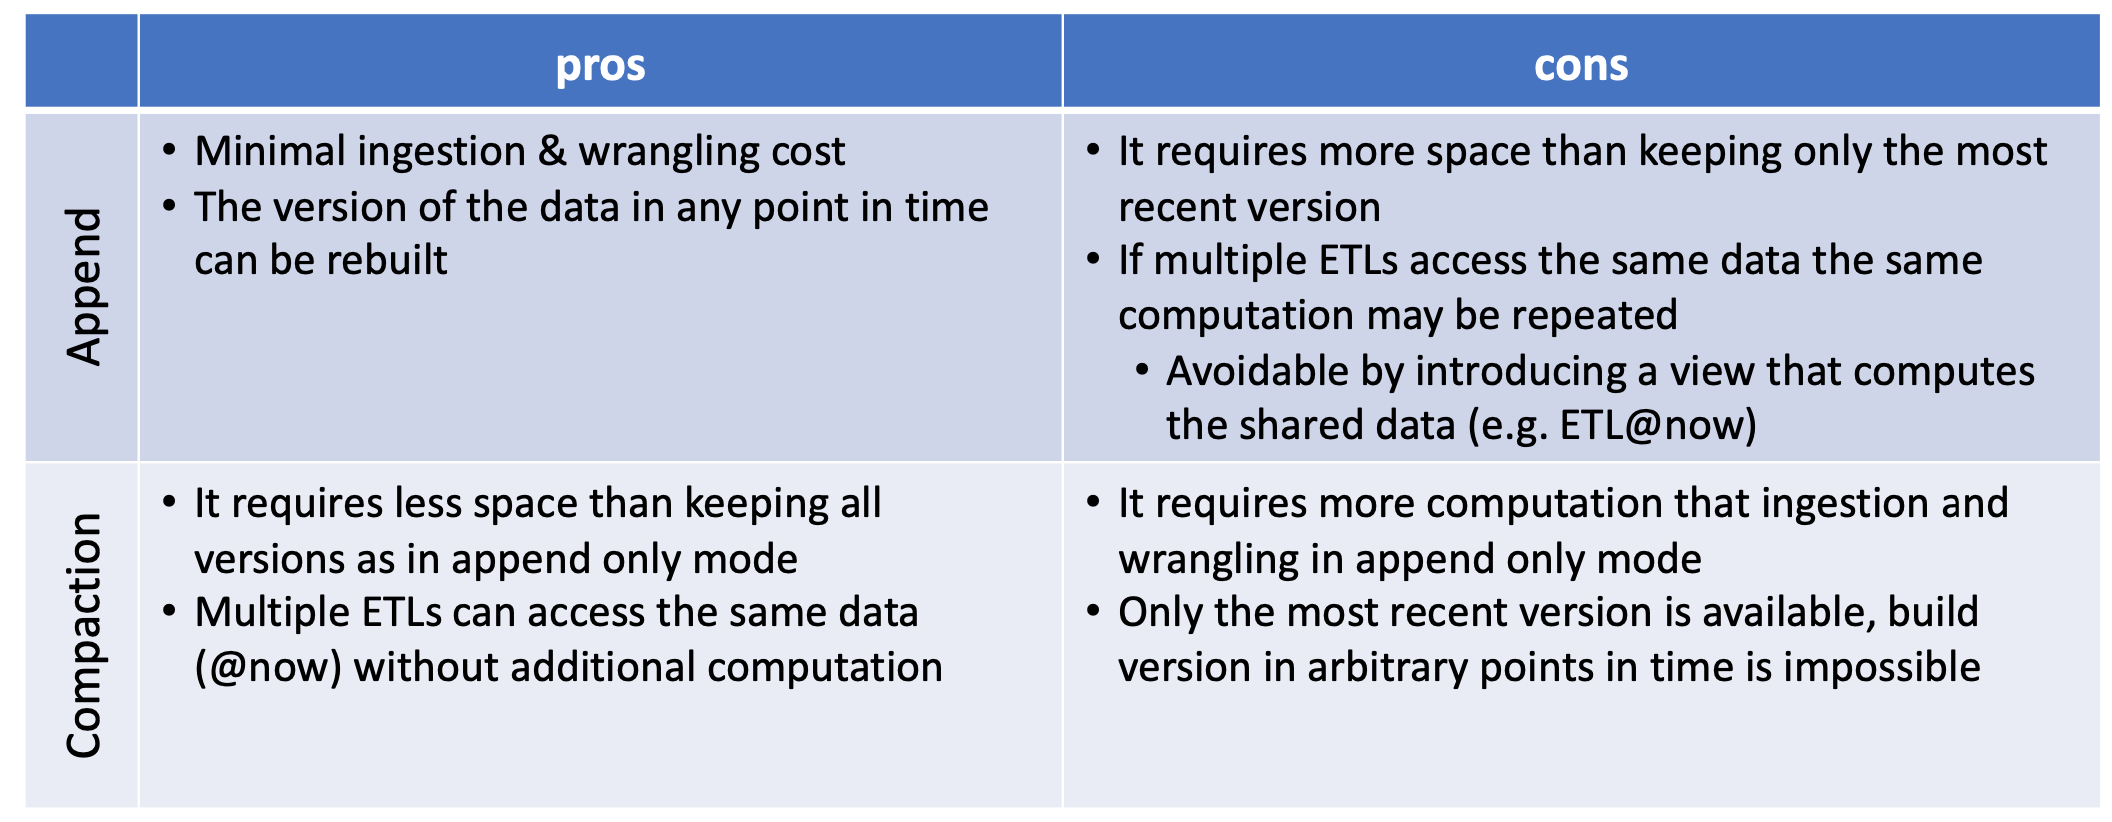 pros
cons
Append
• Minimal ingestion & wrangling cost
• The version of the data in any point in time
can be rebuilt
• It requires more space than keeping only the most
recent version
• If multiple ETLs access the same data the same
computation may be repeated
• Avoidable by introducing a view that computes
the shared data (e.g. ETL@now)
Compaction
• It requires less space than keeping all
versions as in append only mode
• Multiple ETLs can access the same data
(@now) without additional computation
• It requires more computation that ingestion and
wrangling in append only mode
• Only the most recent version is available, build
version in arbitrary points in time is impossible